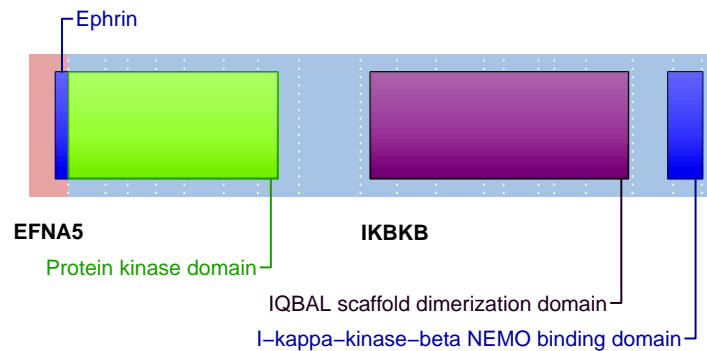 Ephrin
EFNA5
IKBKB
Protein kinase domain
IQBAL scaffold dimerization domain
I−kappa−kinase−beta NEMO binding domain